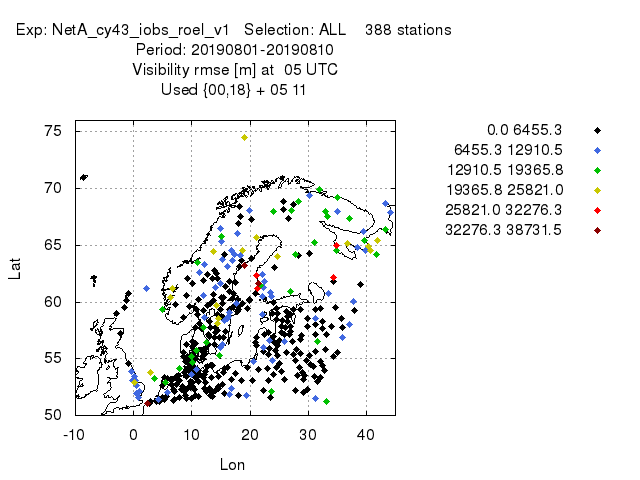 Exp: NetA_cy43_iobs_roel_v1 Selection: ALL 388 stations
Period: 20190801-20190810
Visibility rmse [m] at 05 UTC
Used {00,18} + 05 11
0.0 6455.3
6455.3 12910.5
12910.5 19365.8
19365.8 25821.0
25821.0 32276.3
32276.3 38731.5
75
70
65
60
55
50
Lat
-10 0 10 20 30 40
Lon